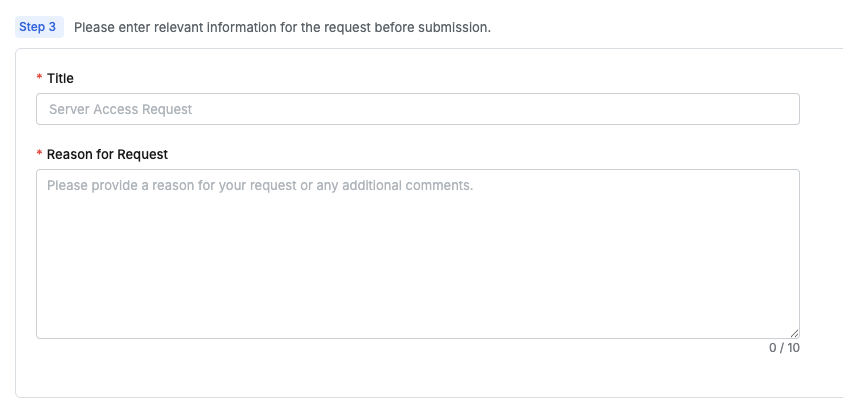 Step 3 Please enter relevant information for the request before submission.
* Title
Server Access Request
* Reason for Request
Please provide a reason for your request or any additional comments.
0 / 10